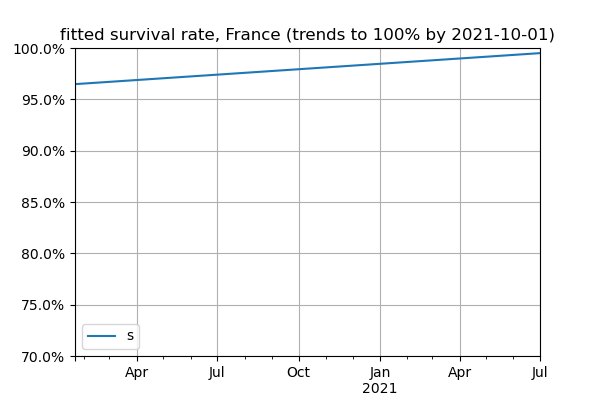 fitted survival rate, France (trends to 100% by 2021-10-01)
100.0%
95.0%
90.0%
85.0%
80.0%
75.0%
70.0%
s
Apr Jul Oct Jan Apr Jul
2021